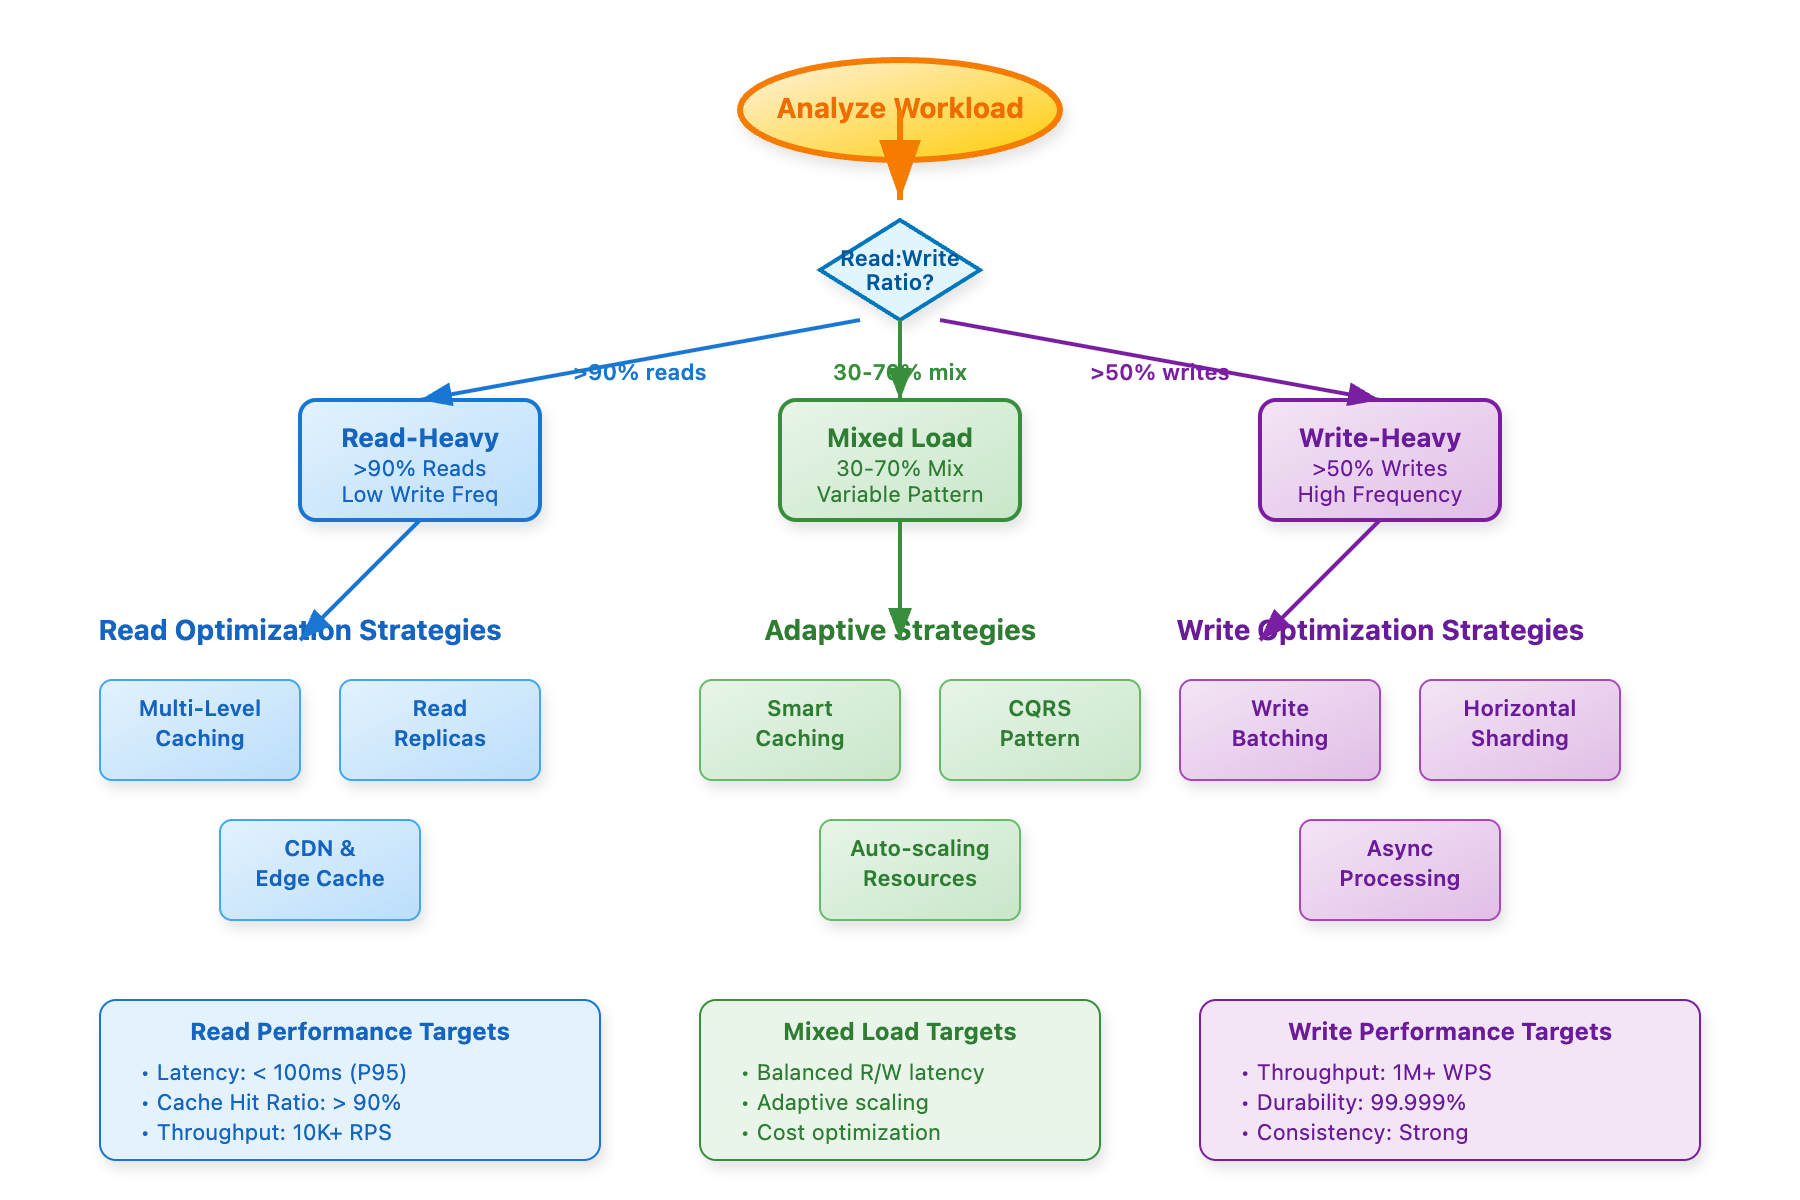 Analyze Workload
Read:Write
Ratio?
>90% reads
30-70% mix
>50% writes
Read-Heavy
>90% Reads
Low Write Freq
Mixed Load
30-70% Mix
Variable Pattern
Write-Heavy
>50% Writes
High Frequency
Read Optimization Strategies
Adaptive Strategies
Write Optimization Strategies
Multi-Level
Caching
Read
Replicas
Smart
Caching
CQRS
Pattern
Write
Batching
Horizontal
Sharding
CDN &
Edge Cache
Auto-scaling
Resources
Async
Processing
Read Performance Targets
• Latency: < 100ms (P95)
• Cache Hit Ratio: > 90%
• Throughput: 10K+ RPS
Mixed Load Targets
• Balanced R/W latency
• Adaptive scaling
• Cost optimization
Write Performance Targets
• Throughput: 1M+ WPS
• Durability: 99.999%
• Consistency: Strong